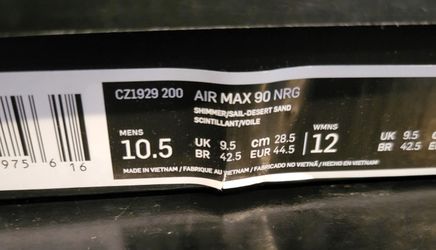 CZ1929 200 AIR MAX 90 NRG
SHIMMER/SAIL-DESERT SAND
SCINTILLANT/VOILE
MENS WMNS
10.5 UK 9.5 cm 28.5 12 UK 9.5
BR 42.5 EUR 44.5 BR 42.5
MADE IN VIETNAM / FABRIQUE AU VIETNAM / FABRICADO NO VIETNÃ / HECHO EN VIETNAM
975 6 16